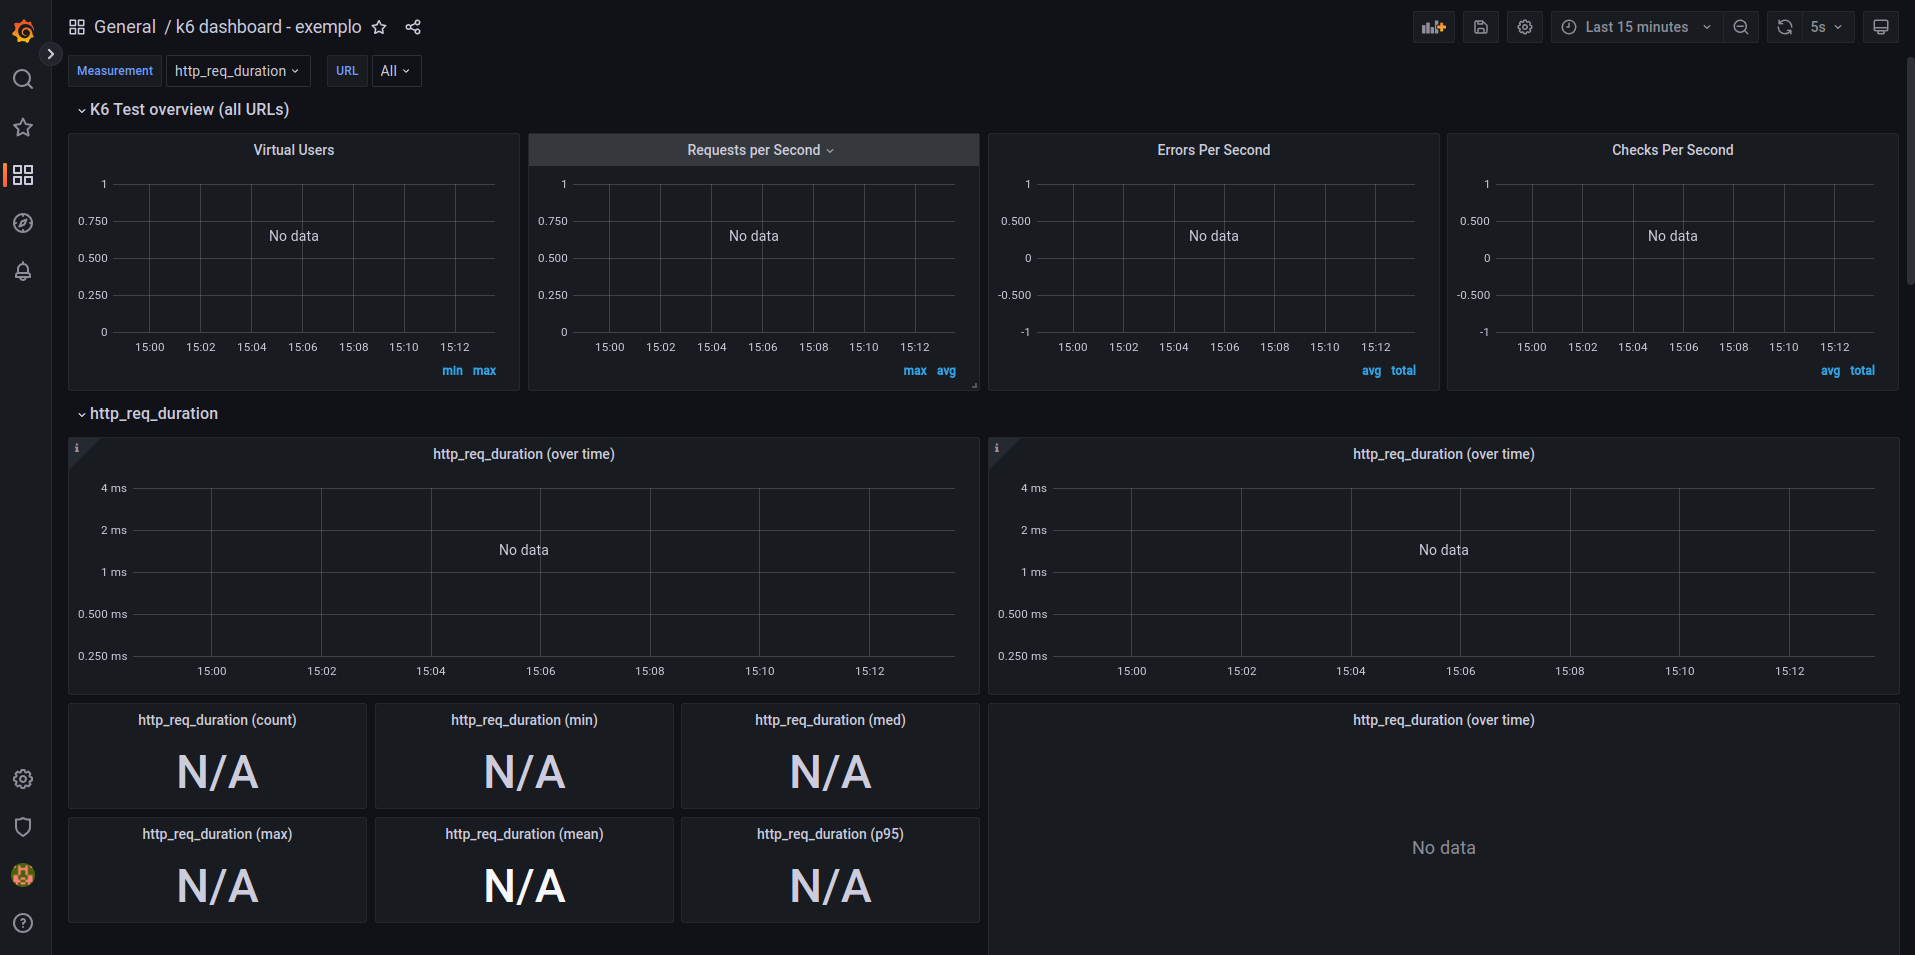 General / k6 dashboard - exemplo
Last 15 minutes
5s
Measurement http_req_duration URL All
K6 Test overview (all URLs)
Virtual Users
1
0.750
0.500
0.250
0
No data
15:00 15:02 15:04 15:06 15:08 15:10 15:12
min max
Requests per Second
1
0.750
0.500
0.250
0
No data
15:00 15:02 15:04 15:06 15:08 15:10 15:12
max avg
Errors Per Second
1
0.500
0
-0.500
-1
No data
15:00 15:02 15:04 15:06 15:08 15:10 15:12
avg total
Checks Per Second
1
0.500
0
-0.500
-1
No data
15:00 15:02 15:04 15:06 15:08 15:10 15:12
avg total
http_req_duration
i
http_req_duration (over time)
4 ms
2 ms
1 ms
0.500 ms
0.250 ms
No data
15:00 15:02 15:04 15:06 15:08 15:10 15:12
i
http_req_duration (over time)
4 ms
2 ms
1 ms
0.500 ms
0.250 ms
No data
15:00 15:02 15:04 15:06 15:08 15:10 15:12
http_req_duration (count)
N/A
http_req_duration (min)
N/A
http_req_duration (med)
N/A
http_req_duration (over time)
No data
http_req_duration (max)
N/A
http_req_duration (mean)
N/A
http_req_duration (p95)
N/A